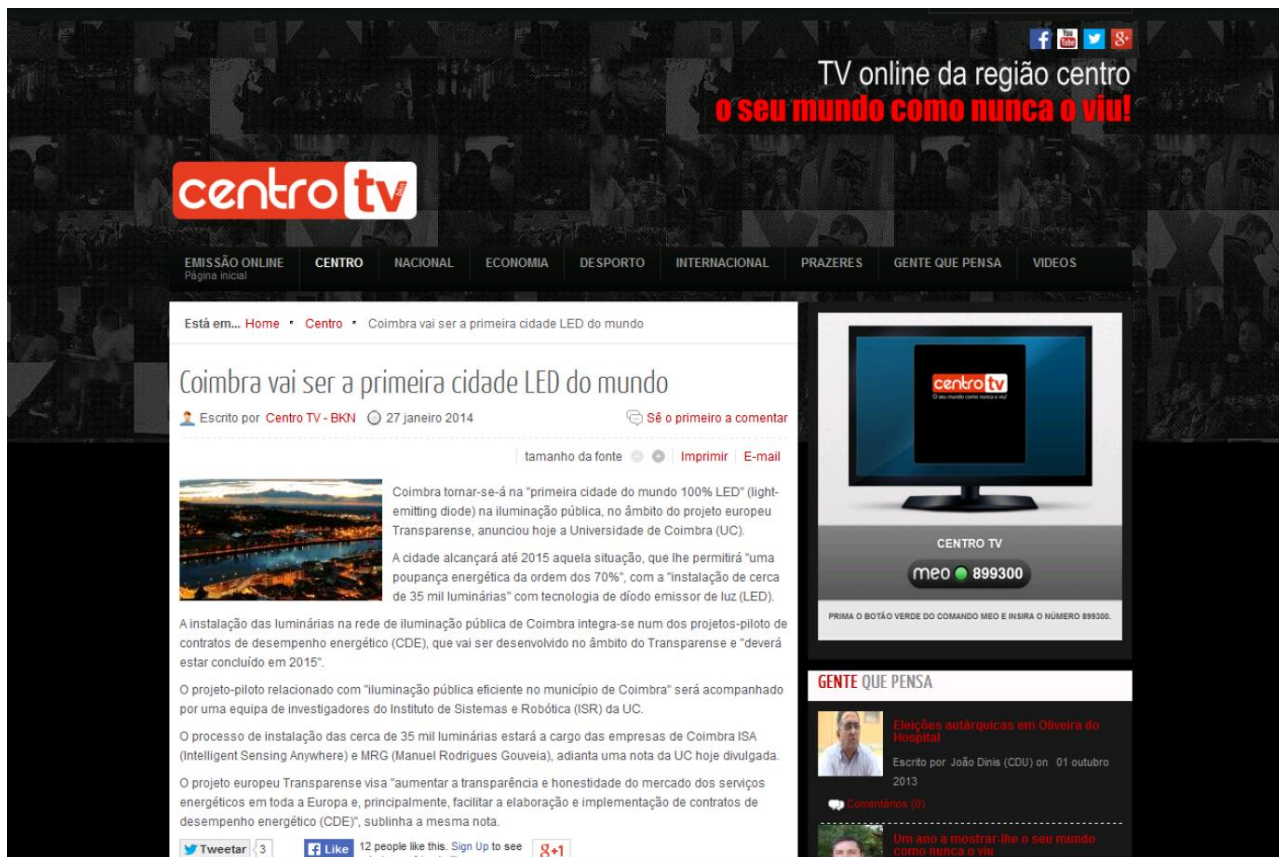 f You Tube 8+
TV online da região centro
o seu mundo como nunca o viu!
centro tv bkn
EMISSÃO ONLINE CENTRO NACIONAL ECONOMIA DESPORTO INTERNACIONAL PRAZERES GENTE QUE PENSA VIDEOS
Página inicial
Está em... Home Centro Coimbra vai ser a primeira cidade LED do mundo
Coimbra vai ser a primeira cidade LED do mundo
Escrito por Centro TV - BKN 27 janeiro 2014 Sê o primeiro a comentar
tamanho da fonte Imprimir E-mail
Coimbra tornar-se-á na "primeira cidade do mundo 100% LED" (light-
emitting diode) na iluminação pública, no âmbito do projeto europeu
Transparense, anunciou hoje a Universidade de Coimbra (UC).
A cidade alcançará até 2015 aquela situação, que lhe permitirá "uma
poupança energética da ordem dos 70%", com a "instalação de cerca
de 35 mil luminárias" com tecnologia de díodo emissor de luz (LED).
A instalação das luminárias na rede de iluminação pública de Coimbra integra-se num dos projetos-piloto de
contratos de desempenho energético (CDE), que vai ser desenvolvido no âmbito do Transparense e "deverá
estar concluído em 2015".
O projeto-piloto relacionado com "iluminação pública eficiente no município de Coimbra" será acompanhado
por uma equipa de investigadores do Instituto de Sistemas e Robótica (ISR) da UC.
O processo de instalação das cerca de 35 mil luminárias estará a cargo das empresas de Coimbra ISA
(Intelligent Sensing Anywhere) e MRG (Manuel Rodrigues Gouveia), adianta uma nota da UC hoje divulgada.
O projeto europeu Transparense visa "aumentar a transparência e honestidade do mercado dos serviços
energéticos em toda a Europa e, principalmente, facilitar a elaboração e implementação de contratos de
desempenho energético (CDE)", sublinha a mesma nota.
Tweetar 3 f Like 12 people like this. Sign Up to see 8+1
centro tv
O seu mundo como nunca o viu!
CENTRO TV
meo 899300
PRIMA O BOTÃO VERDE DO COMANDO MEO E INSIRA O NÚMERO 899300.
GENTE QUE PENSA
Eleições autárquicas em Oliveira do
Hospital
Escrito por João Dinis (CDU) on 01 outubro
2013
Comentários (0)
Um ano a mostrar-lhe o seu mundo
como nunca o viu